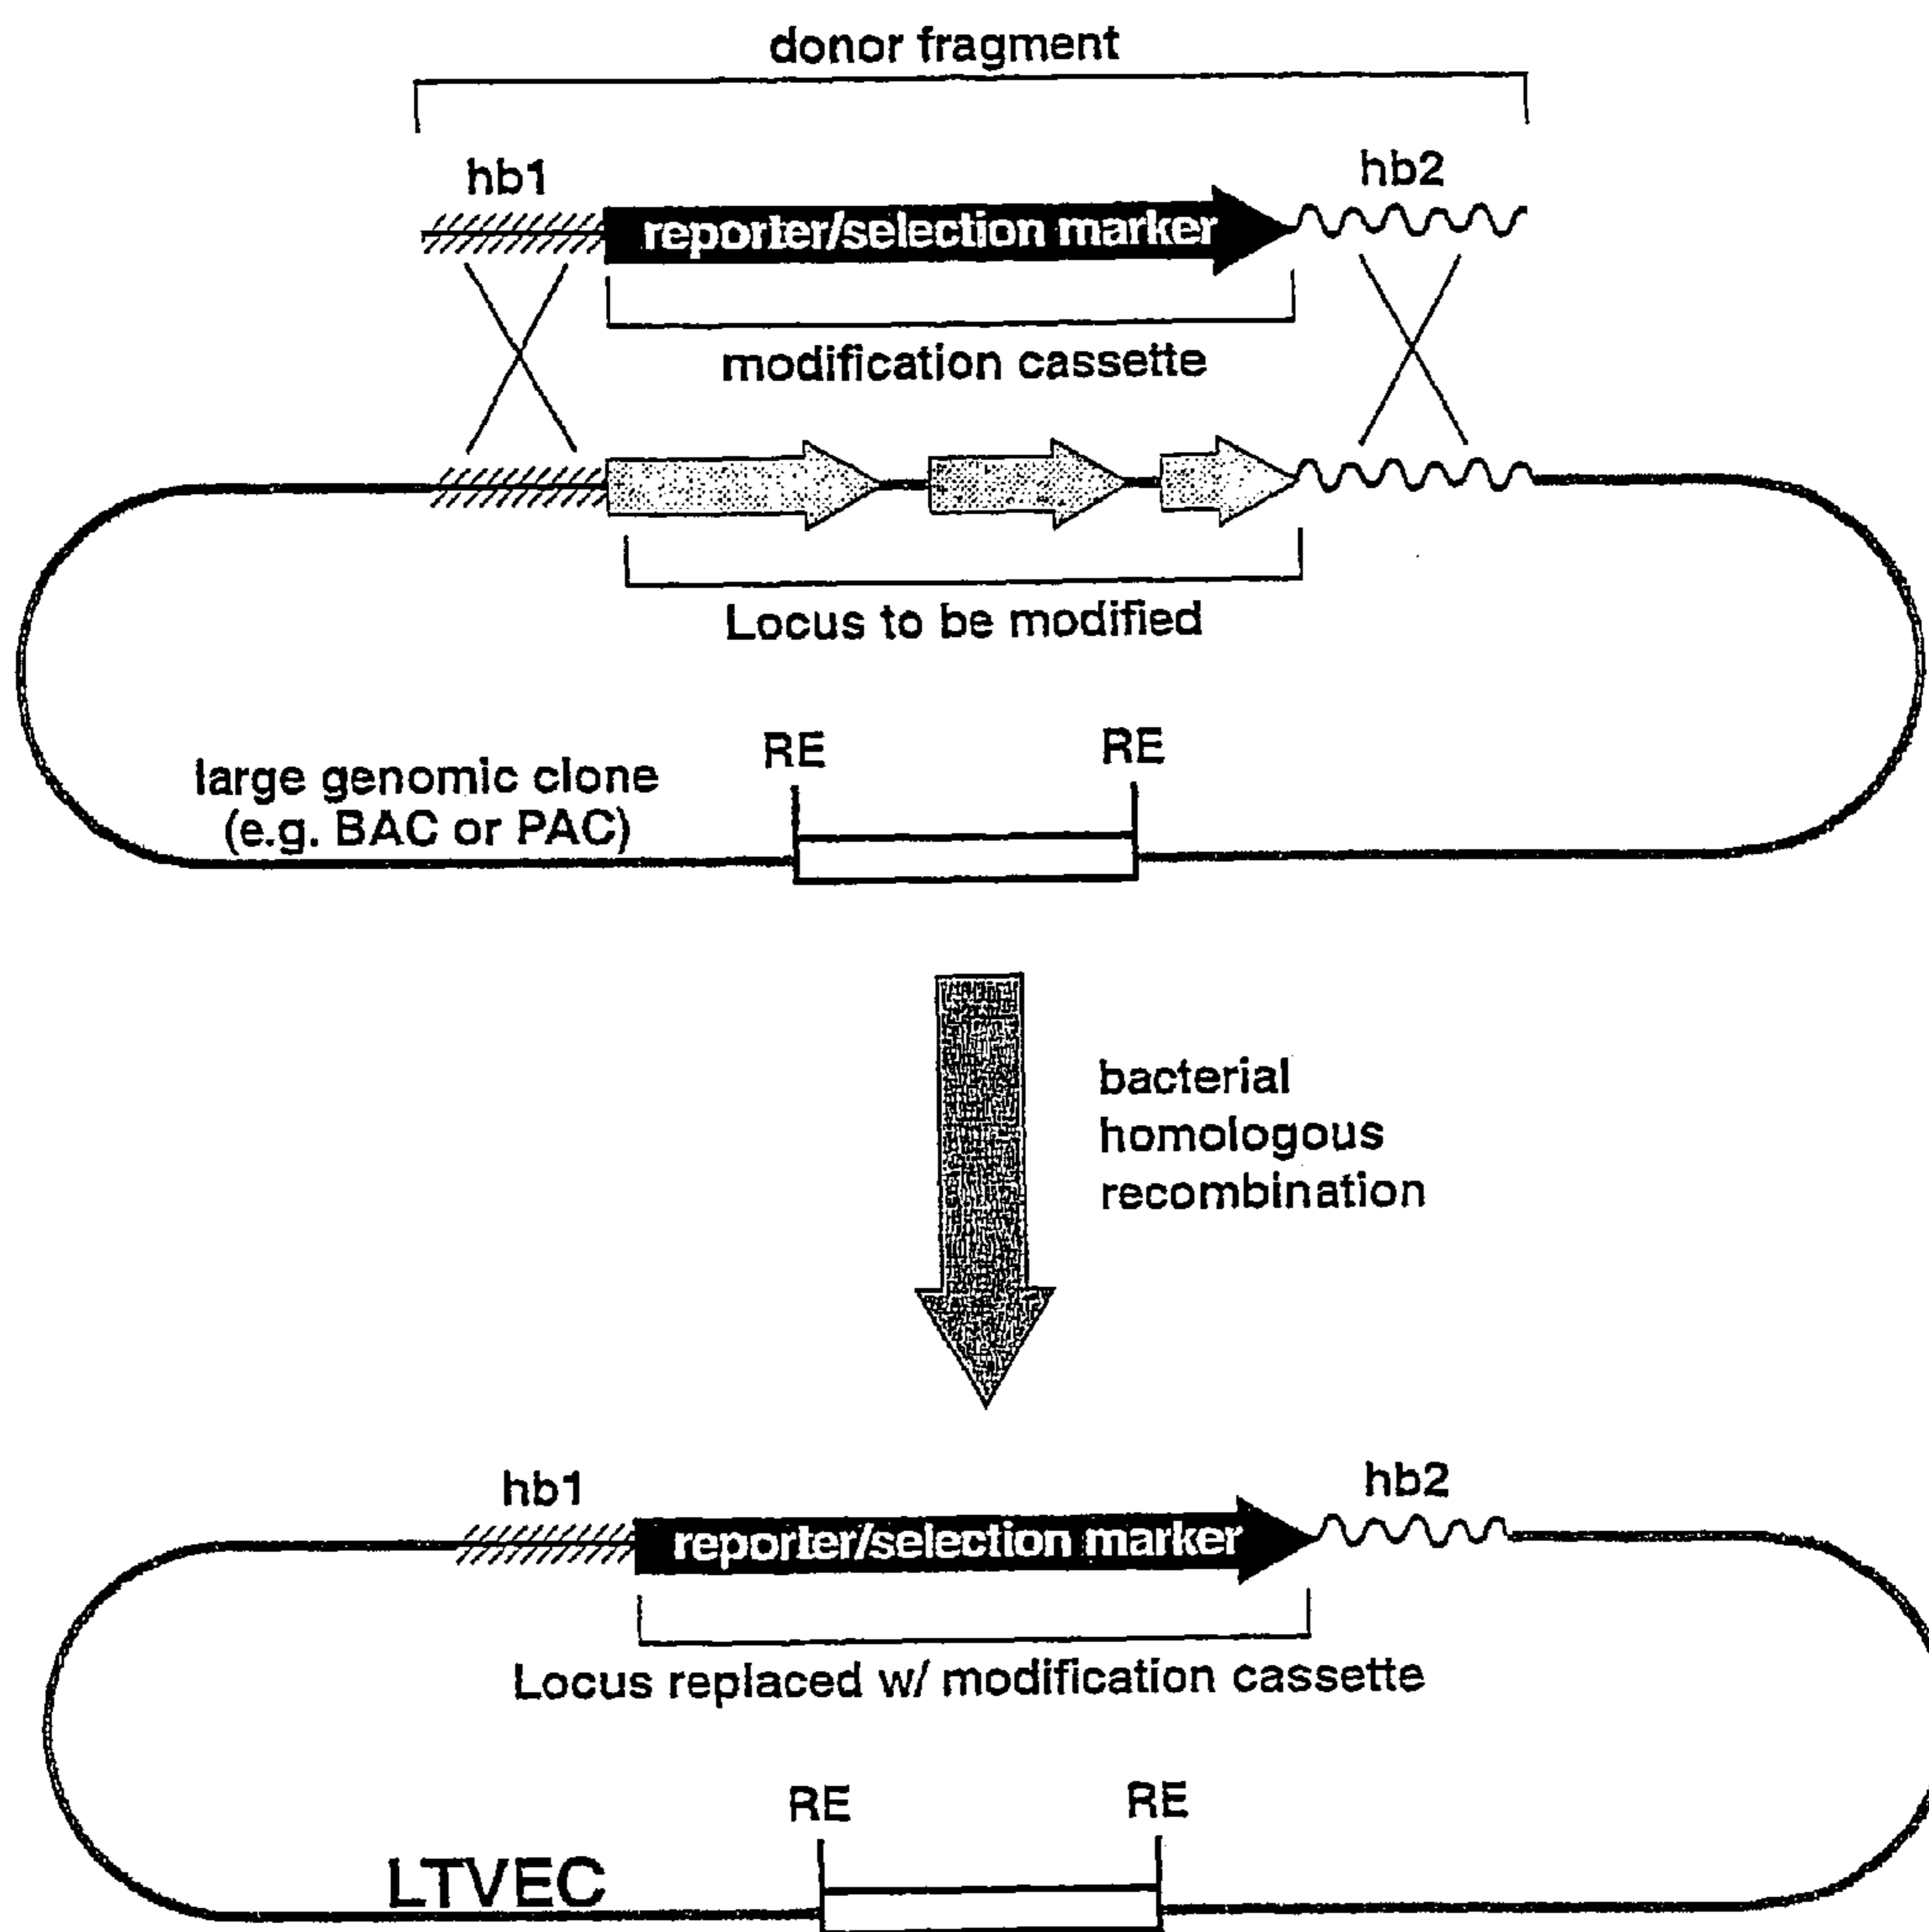 donor fragment
hb1
hb2
reporter/selection marker
modification cassette
Locus to be modified
RE
RE
large genomic clone
(e.g. BAC or PAC)
bacterial
homologous
recombination
hb1
hb2
reporter/selection marker
Locus replaced w/ modification cassette
RE
RE
LTVEC